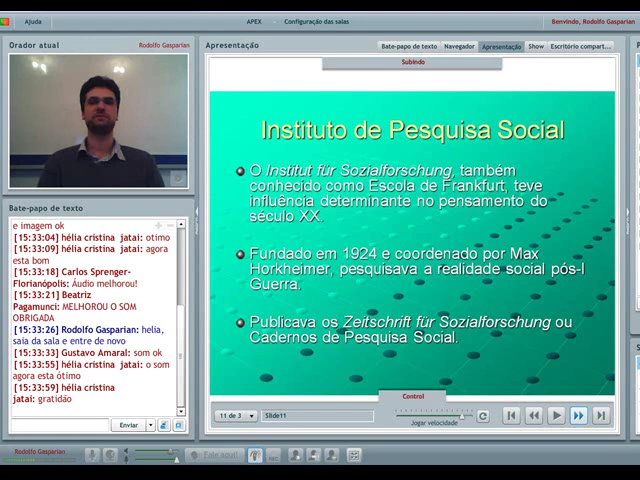 Ajuda
APEX - Configuração das salas
Benvindo, Rodolfo Gasparian
Orador atual
Rodolfo Gasparian
Apresentação
Bate-papo de texto
Navegador
Apresentação
Show
Escritório compart...
Subindo
Instituto de Pesquisa Social
O Institut für Sozialforschung, também
conhecido como Escola de Frankfurt, teve
influência determinante no pensamento do
século XX.
Fundado em 1924 e coordenado por Max
Horkheimer, pesquisava a realidade social pós-I
Guerra.
Publicava os Zeitschrift für Sozialforschung ou
Cadernos de Pesquisa Social.
Bate-papo de texto
e imagem ok
[15:33:04] hélia cristina jatai: otimo
[15:33:09] hélia cristina jatai: agora
esta bom
[15:33:18] Carlos Sprenger-
Florianópolis: Áudio melhorou!
[15:33:21] Beatriz
Pagamunci: MELHOROU O SOM
OBRIGADA
[15:33:26] Rodolfo Gasparian: helia,
saia da sala e entre de novo
[15:33:33] Gustavo Amaral: som ok
[15:33:55] hélia cristina jatai: o som
agora esta ótimo
[15:33:59] hélia cristina
jatai: gratidão
Enviar
Control
11 de 3
Slide11
Jogar velocidade
Rodolfo Gasparian
Fale aqui!